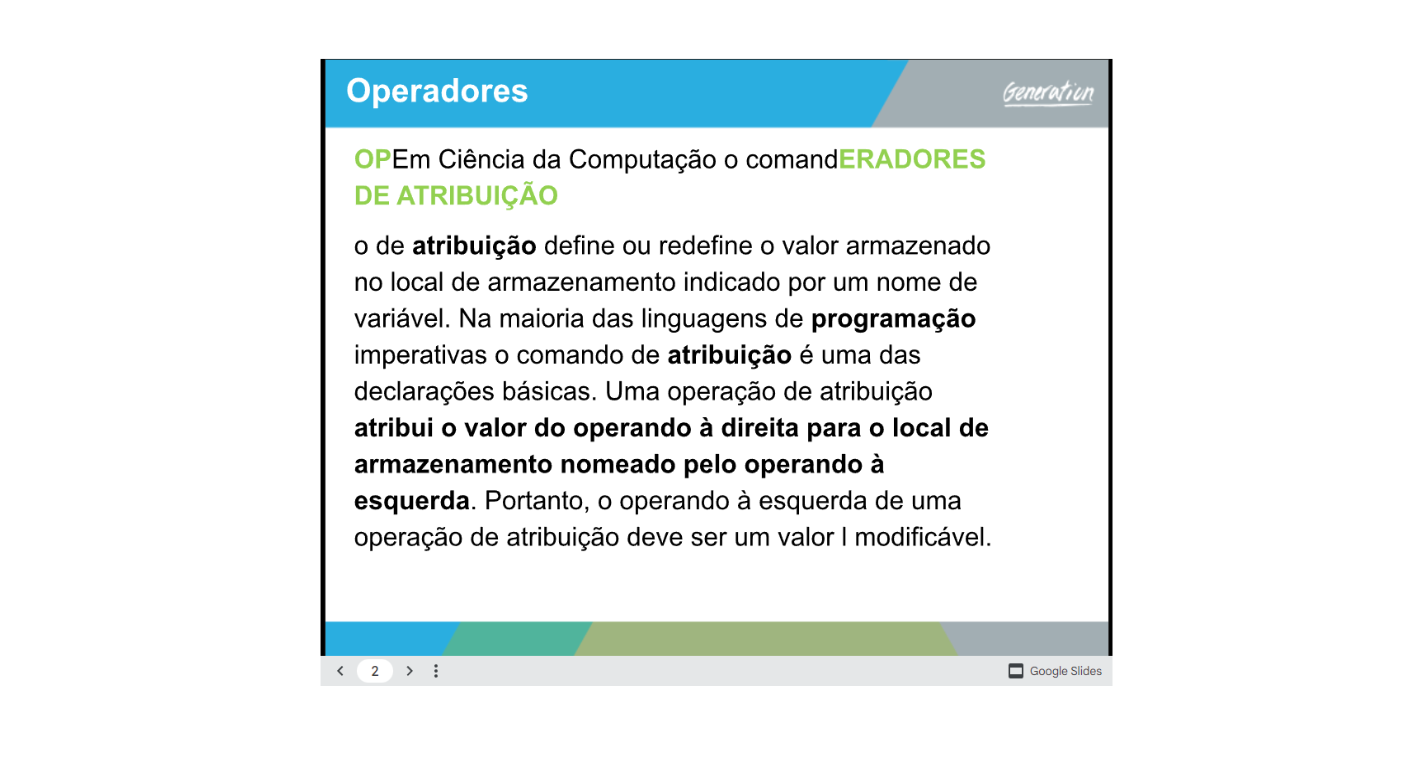 Operadores
Generation
OPEm Ciência da Computação o comandERADORES
DE ATRIBUIÇÃO
o de atribuição define ou redefine o valor armazenado
no local de armazenamento indicado por um nome de
variável. Na maioria das linguagens de programação
imperativas o comando de atribuição é uma das
declarações básicas. Uma operação de atribuição
atribui o valor do operando à direita para o local de
armazenamento nomeado pelo operando à
esquerda. Portanto, o operando à esquerda de uma
operação de atribuição deve ser um valor l modificável.
2
Google Slides